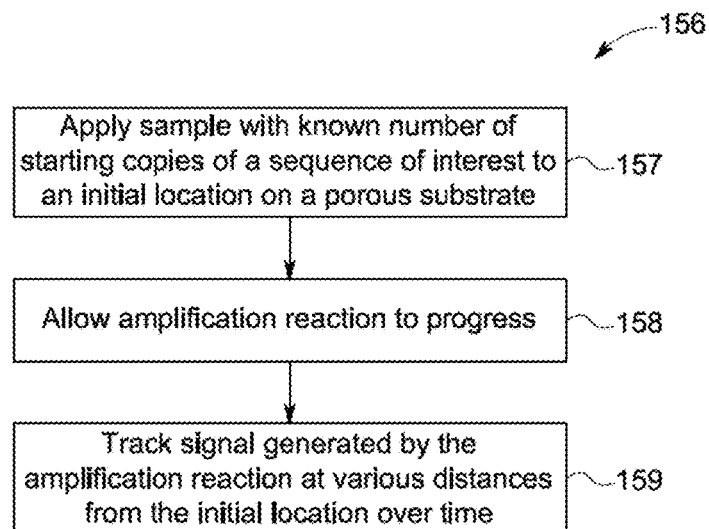 156
Apply sample with known number of
starting copies of a sequence of interest to
an initial location on a porous substrate
157
Allow amplification reaction to progress
158
Track signal generated by the
amplification reaction at various distances
from the initial location over time
159